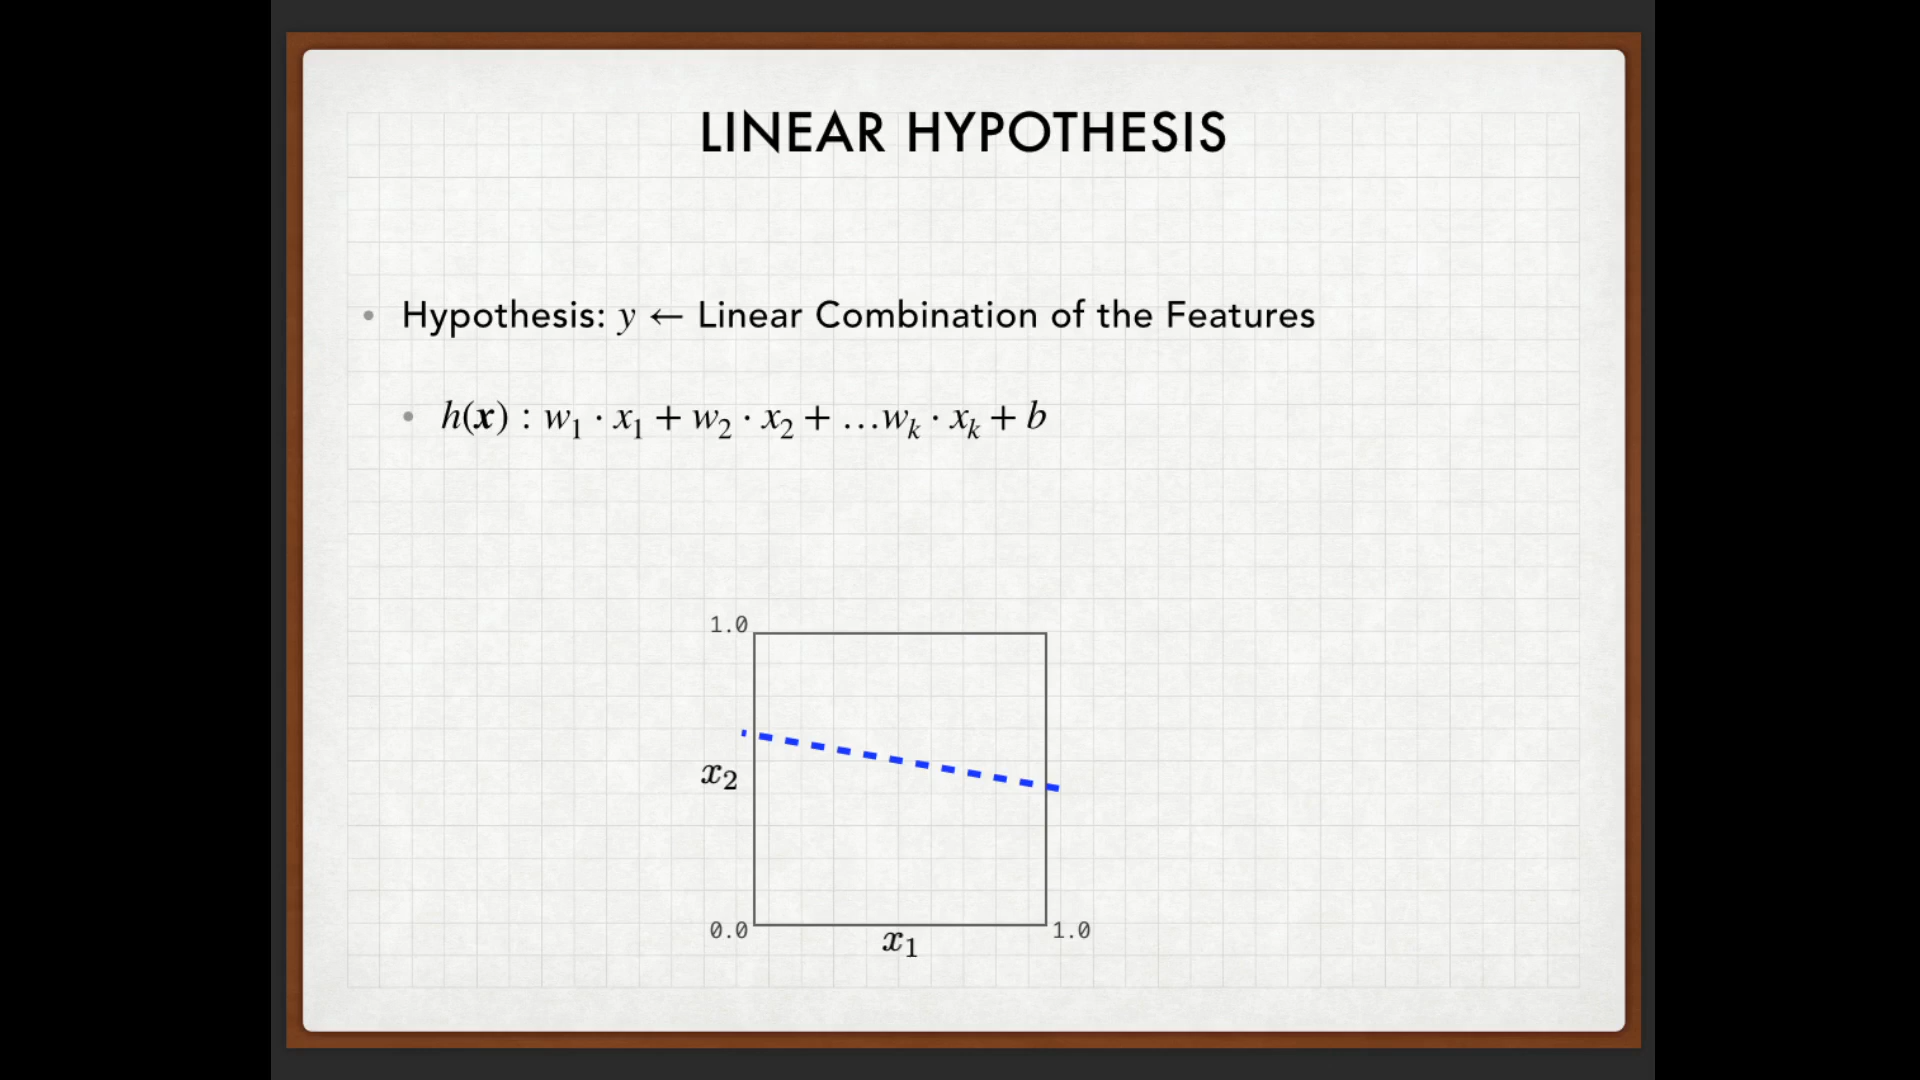 LINEAR HYPOTHESIS
Hypothesis: y ← Linear Combination of the Features
h(x) : w₁ · x₁ + w₂ · x₂ + …wₖ · xₖ + b
1.0
x₂
0.0
x₁
1.0